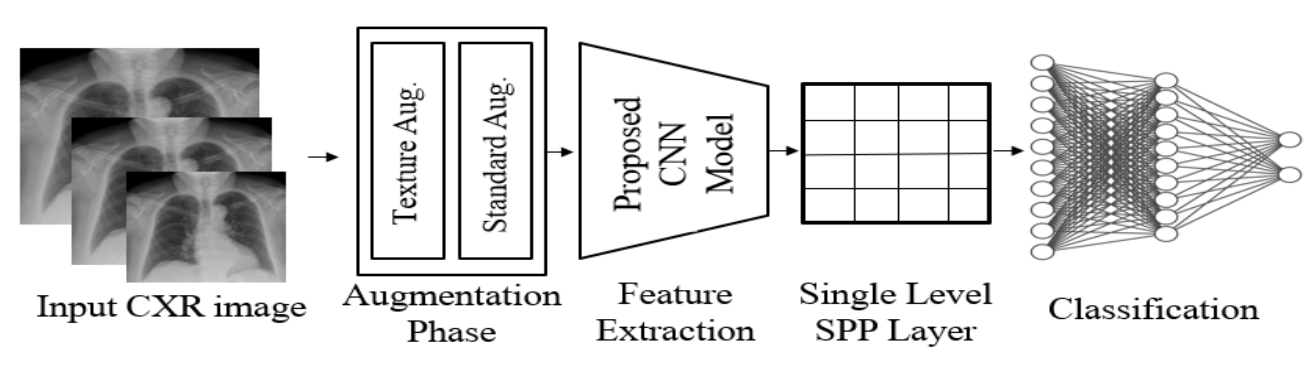 Texture Aug.
Standard Aug.
Proposed
CNN
Model
Input CXR image
Augmentation
Phase
Feature
Extraction
Single Level
SPP Layer
Classification